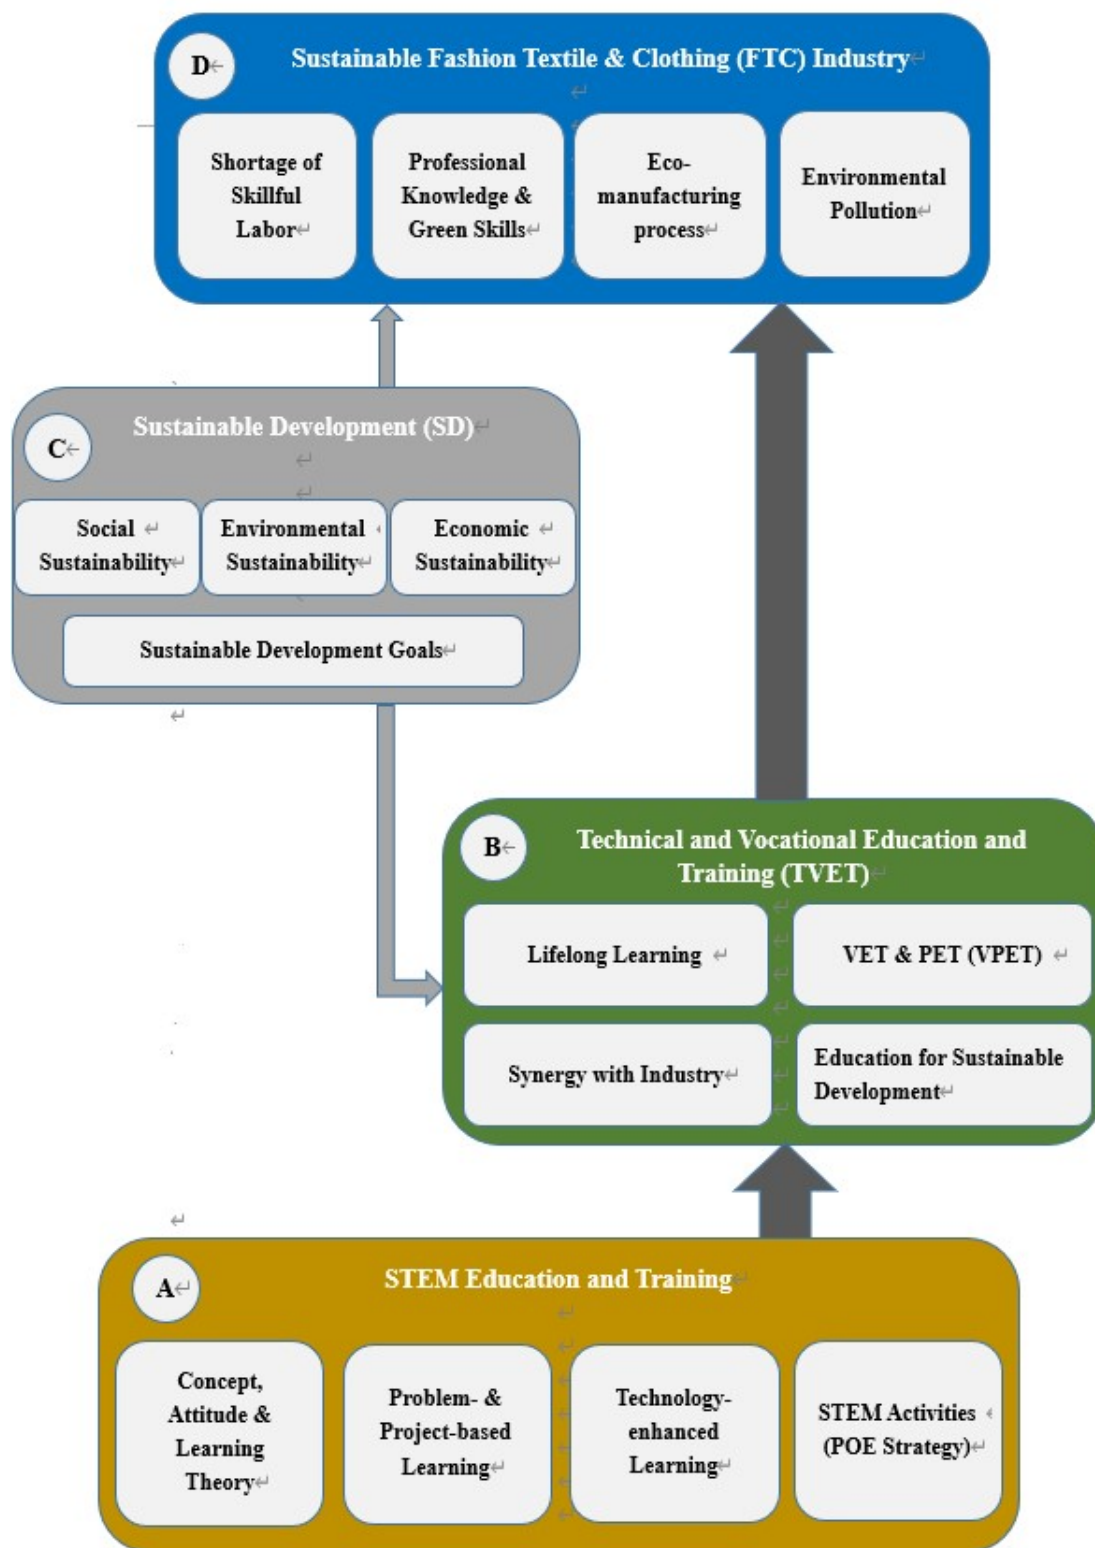 D
Sustainable Fashion Textile & Clothing (FTC) Industry
Shortage of
Skillful
Labor
Professional
Knowledge &
Green Skills
Eco-
manufacturing
process
Environmental
Pollution
C
Sustainable Development (SD)
Social
Sustainability
Environmental
Sustainability
Economic
Sustainability
Sustainable Development Goals
B
Technical and Vocational Education and
Training (TVET)
Lifelong Learning
VET & PET (VPET)
Synergy with Industry
Education for Sustainable
Development
A
STEM Education and Training
Concept,
Attitude &
Learning
Theory
Problem- &
Project-based
Learning
Technology-
enhanced
Learning
STEM Activities
(POE Strategy)